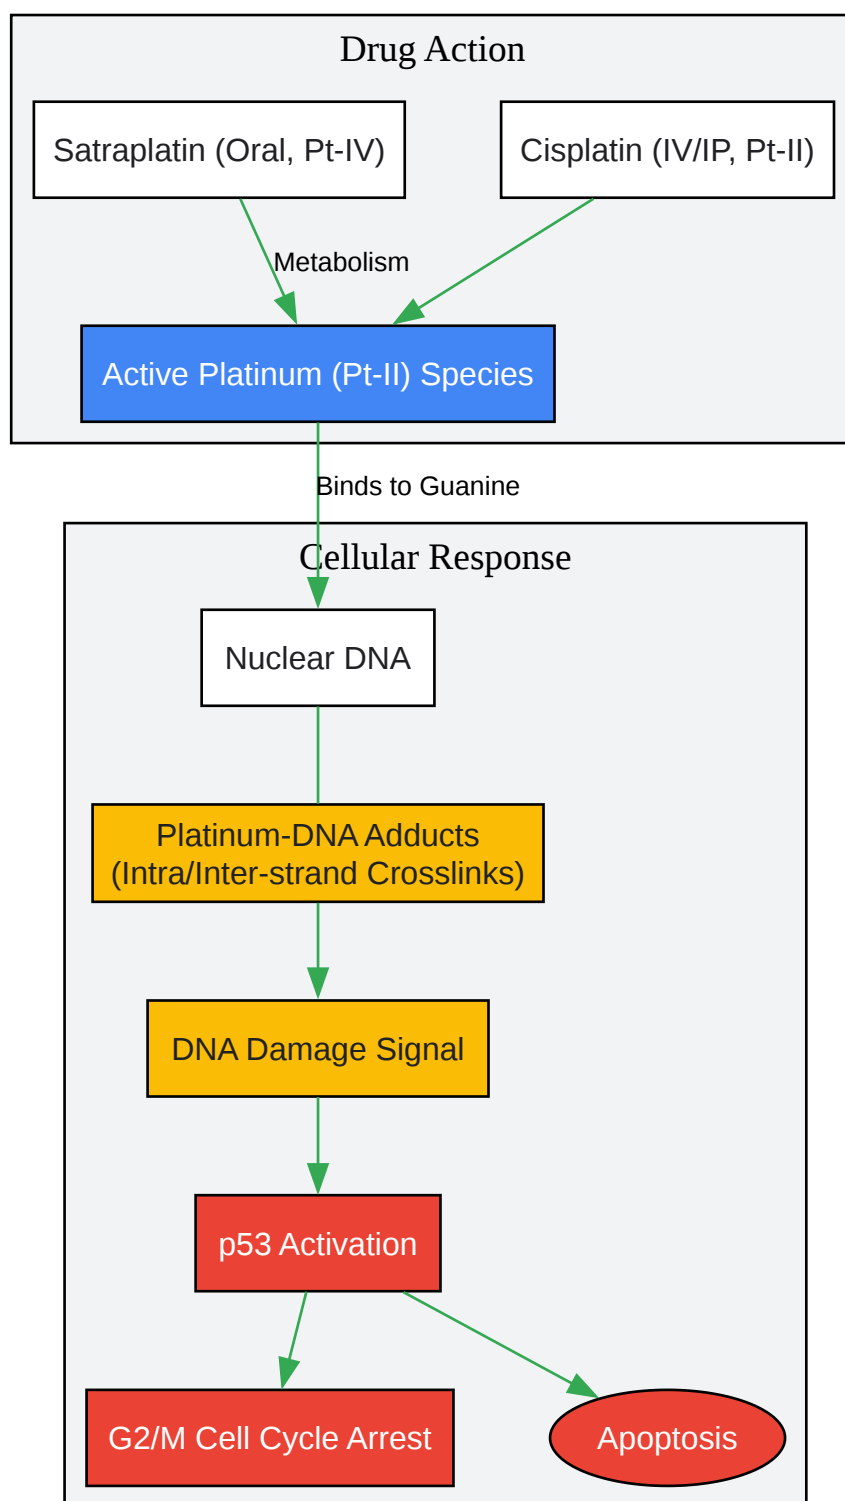 Drug Action
Satraplatin (Oral, Pt-IV)
Cisplatin (IV/IP, Pt-II)
Metabolism
Active Platinum (Pt-II) Species
Binds to Guanine
Cellular Response
Nuclear DNA
Platinum-DNA Adducts
(Intra/Inter-strand Crosslinks)
DNA Damage Signal
p53 Activation
G2/M Cell Cycle Arrest
Apoptosis